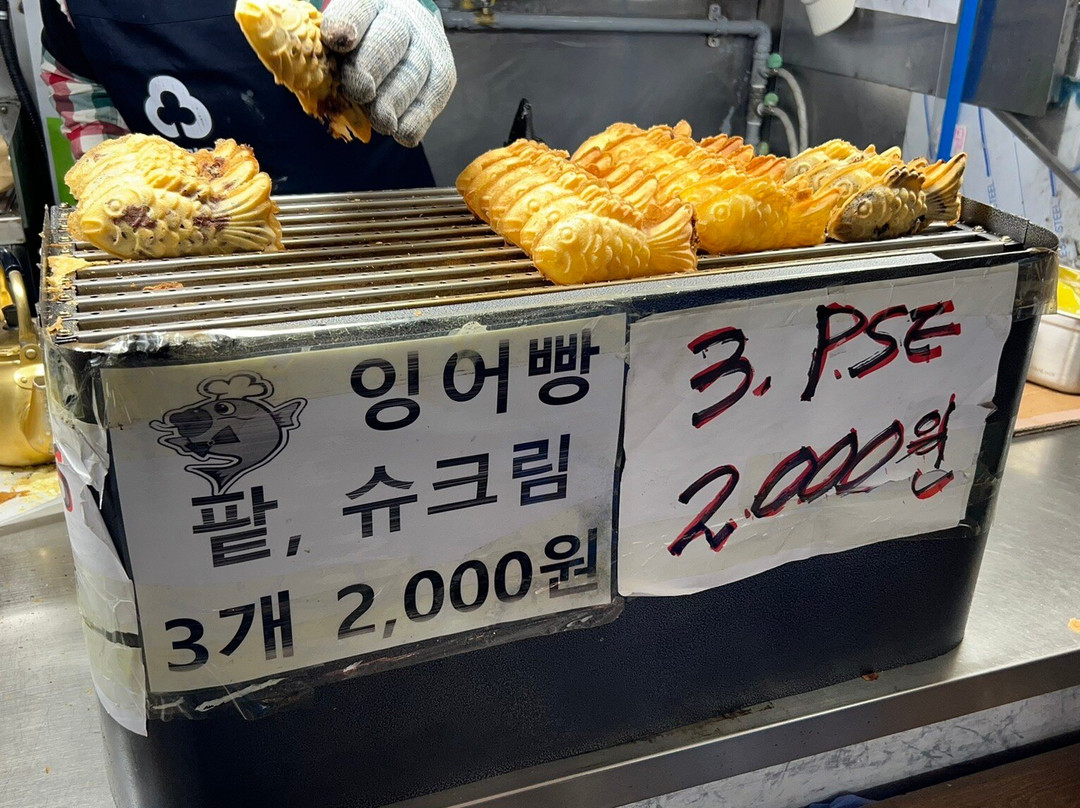 잉어빵
팥, 슈크림
3개 2,000원
3. P.SE
2.000원